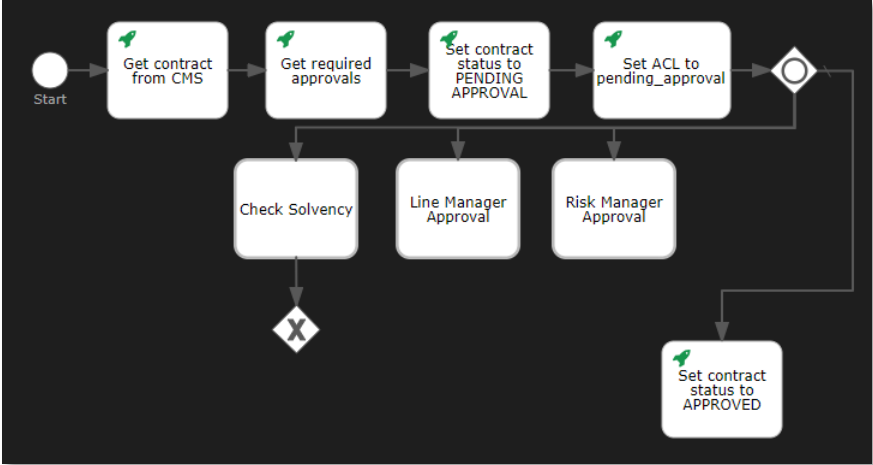 Start
Get contract
from CMS
Get required
approvals
Set contract
status to
PENDING
APPROVAL
Set ACL to
pending_approval
Check Solvency
Line Manager
Approval
Risk Manager
Approval
X
Set contract
status to
APPROVED